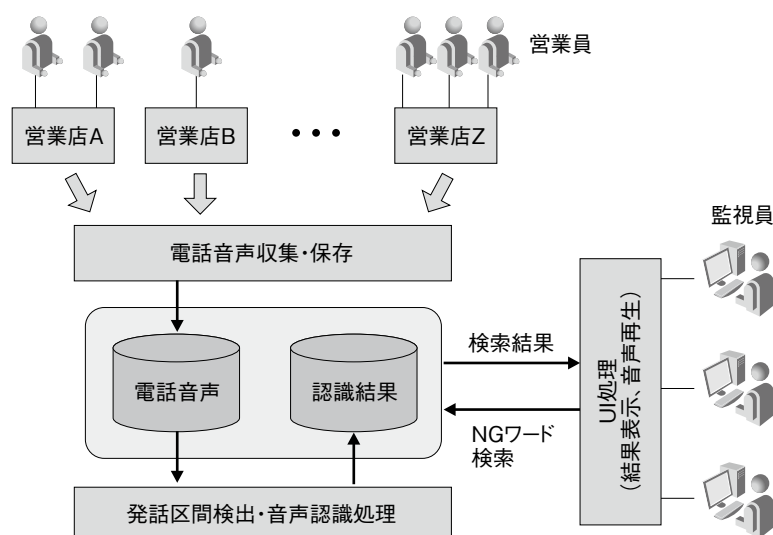 営業員
営業店A
営業店B
•••
営業店Z
監視員
電話音声収集・保存
検索結果
電話音声
認識結果
UI処理
(結果表示、音声再生)
NGワード
検索
発話区間検出・音声認識処理